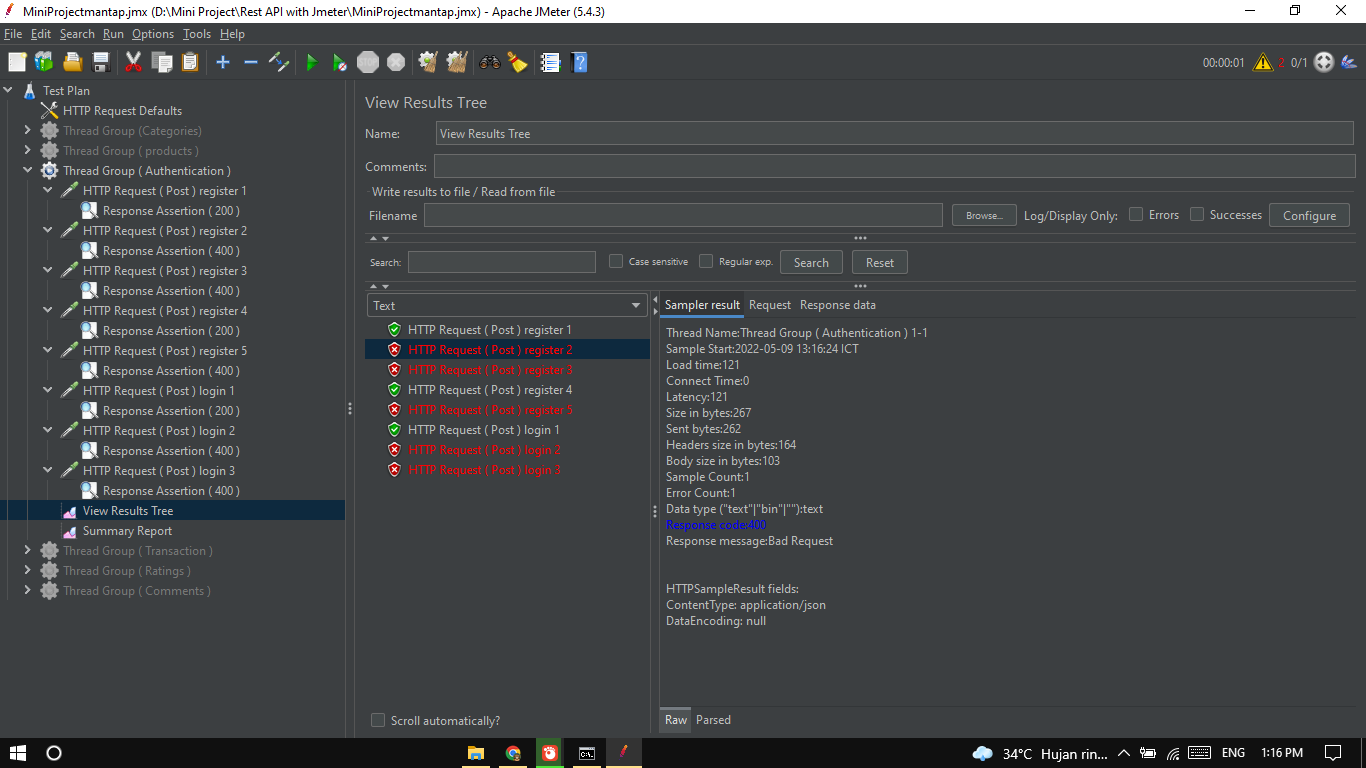 MiniProjectmantap.jmx (D:\Mini Project\Rest API with Jmeter\MiniProjectmantap.jmx) - Apache JMeter (5.4.3)
File Edit Search Run Options Tools Help
STOP
00:00:01 2 0/1
Test Plan
HTTP Request Defaults
Thread Group (Categories)
Thread Group ( products )
Thread Group ( Authentication )
HTTP Request ( Post ) register 1
Response Assertion ( 200 )
HTTP Request ( Post ) register 2
Response Assertion ( 400 )
HTTP Request ( Post ) register 3
Response Assertion ( 400 )
HTTP Request ( Post ) register 4
Response Assertion ( 200 )
HTTP Request ( Post ) register 5
Response Assertion ( 400 )
HTTP Request ( Post ) login 1
Response Assertion ( 200 )
HTTP Request ( Post ) login 2
Response Assertion ( 400 )
HTTP Request ( Post ) login 3
Response Assertion ( 400 )
View Results Tree
Summary Report
Thread Group ( Transaction )
Thread Group ( Ratings )
Thread Group ( Comments )
View Results Tree
Name: View Results Tree
Comments:
Write results to file / Read from file
Filename Browse... Log/Display Only: Errors Successes Configure
Search: Case sensitive Regular exp. Search Reset
Text
HTTP Request ( Post ) register 1
HTTP Request ( Post ) register 2
HTTP Request ( Post ) register 3
HTTP Request ( Post ) register 4
HTTP Request ( Post ) register 5
HTTP Request ( Post ) login 1
HTTP Request ( Post ) login 2
HTTP Request ( Post ) login 3
Scroll automatically?
Sampler result Request Response data
Thread Name:Thread Group ( Authentication ) 1-1
Sample Start:2022-05-09 13:16:24 ICT
Load time:121
Connect Time:0
Latency:121
Size in bytes:267
Sent bytes:262
Headers size in bytes:164
Body size in bytes:103
Sample Count:1
Error Count:1
Data type ("text"|"bin"|""):text
Response code:400
Response message:Bad Request
HTTPSampleResult fields:
ContentType: application/json
DataEncoding: null
Raw Parsed
34°C Hujan rin... ENG 1:16 PM